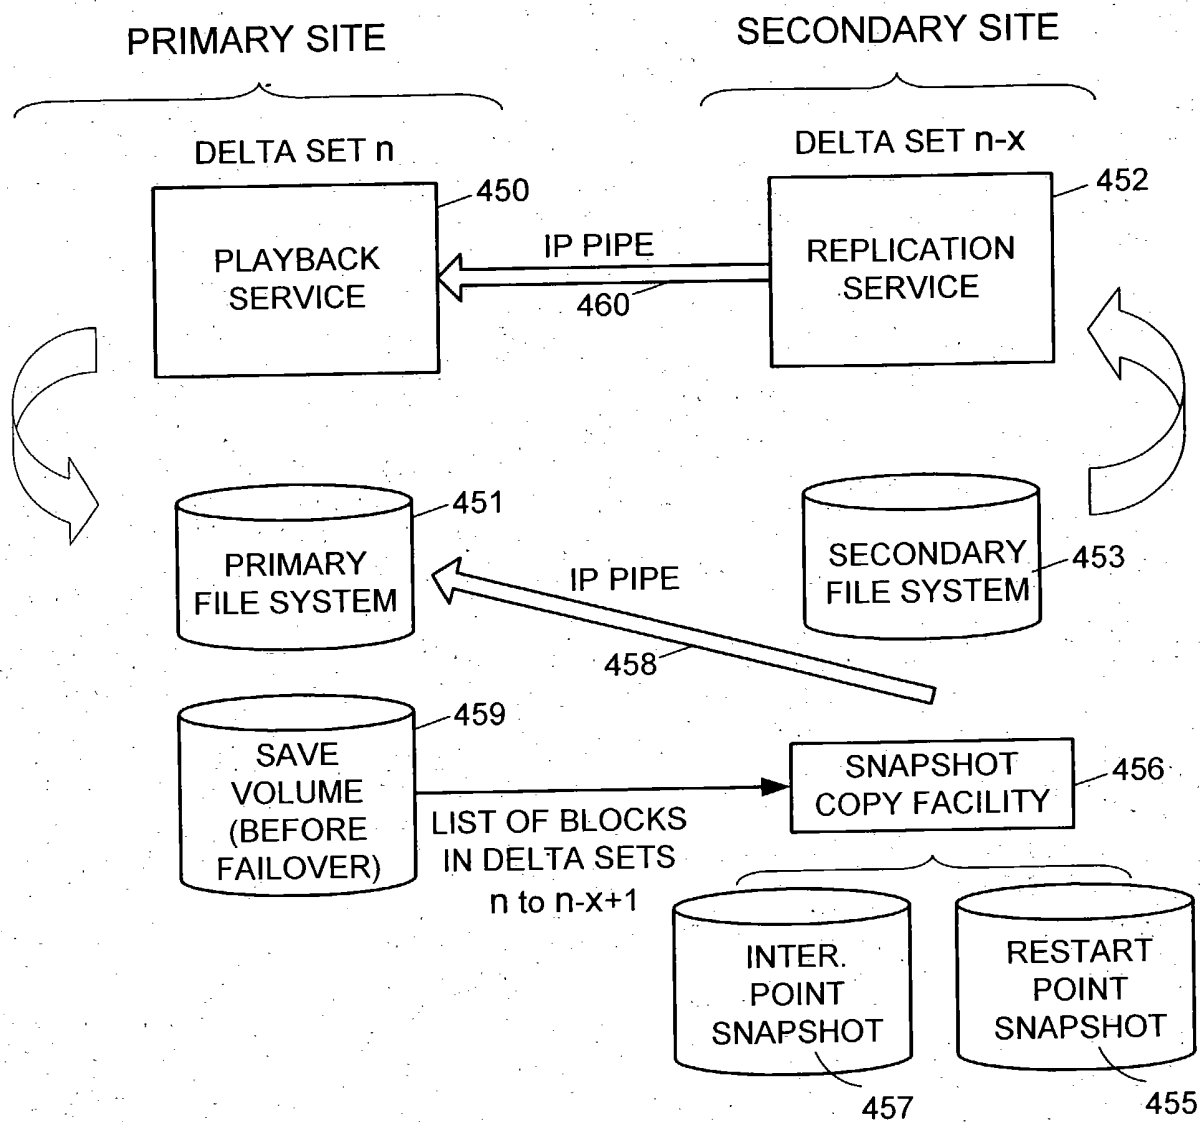 PRIMARY SITE
SECONDARY SITE
DELTA SET n
DELTA SET n-x
450
452
PLAYBACK
SERVICE
IP PIPE
460
REPLICATION
SERVICE
451
PRIMARY
FILE SYSTEM
IP PIPE
458
SECONDARY
FILE SYSTEM
453
459
SAVE
VOLUME
(BEFORE
FAILOVER)
LIST OF BLOCKS
IN DELTA SETS
n to n-x+1
SNAPSHOT
COPY FACILITY
456
INTER.
POINT
SNAPSHOT
457
RESTART
POINT
SNAPSHOT
455